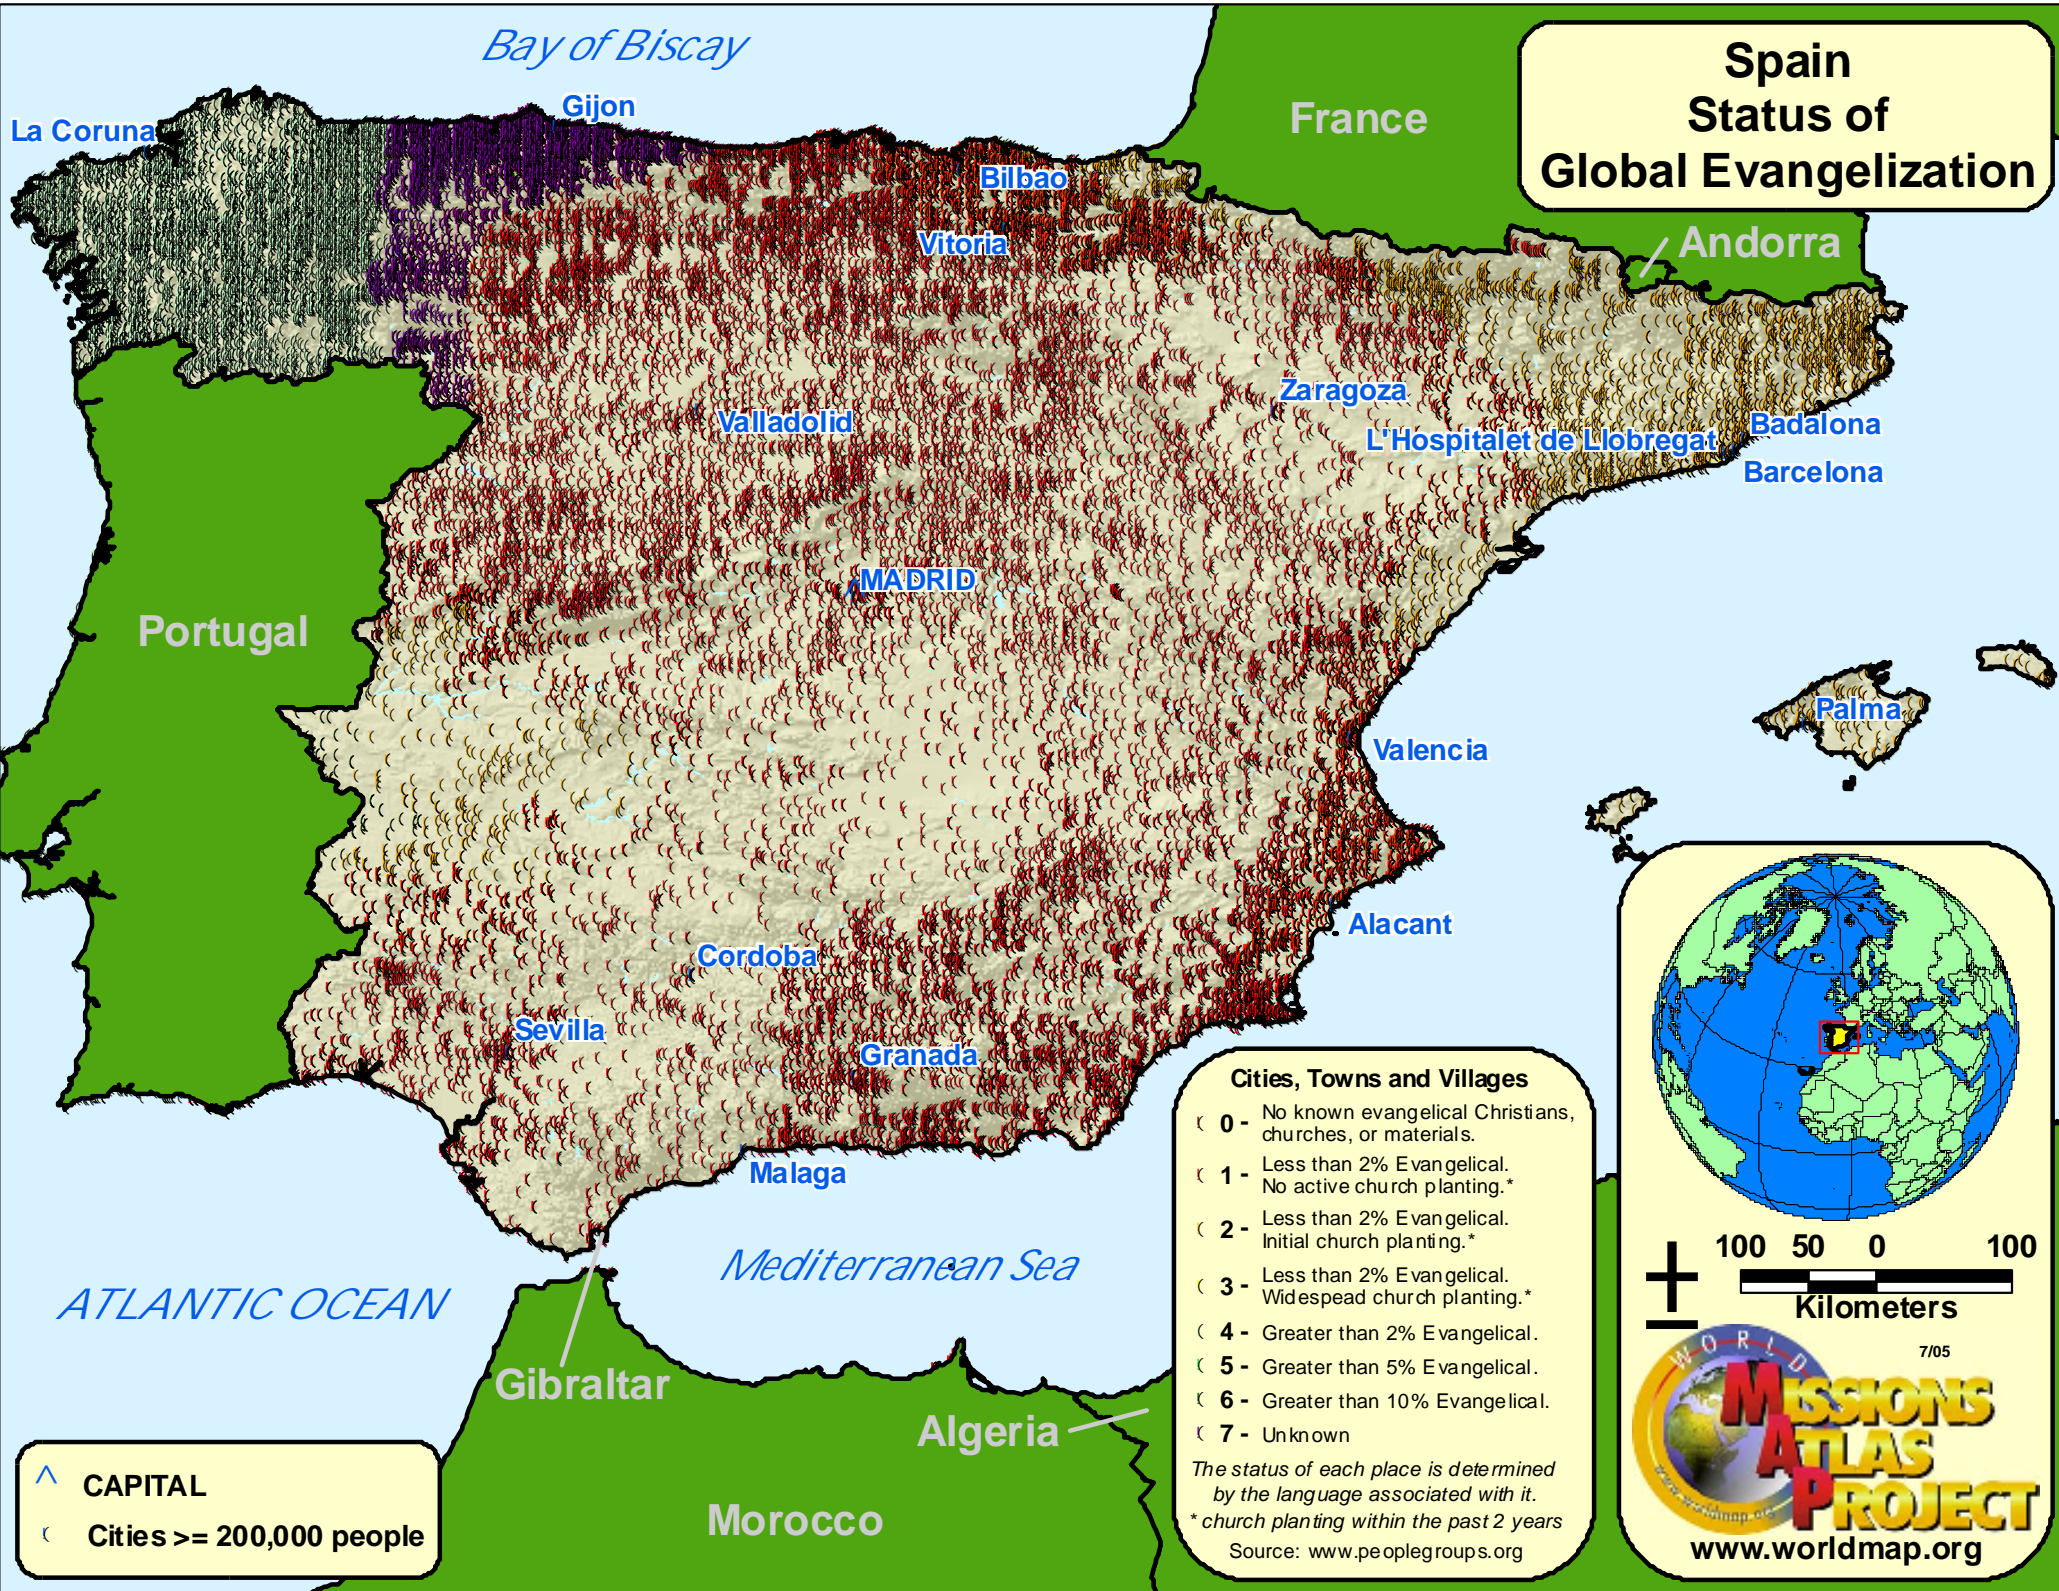 Bay of Biscay
Spain
Status of
Global Evangelization
France
Gijon
La Coruna
Bilbao
Vitoria
Andorra
Zaragoza
Valladolid
L'Hospitalet de Llobregat
Badalona
Barcelona
MADRID
Portugal
Palma
Valencia
Alacant
Cordoba
Sevilla
Granada
Malaga
Mediterranean Sea
ATLANTIC OCEAN
Gibraltar
Algeria
Morocco
CAPITAL
Cities >= 200,000 people
Cities, Towns and Villages
0 - No known evangelical Christians,
churches, or materials.
1 - Less than 2% Evangelical.
No active church planting.*
2 - Less than 2% Evangelical.
Initial church planting.*
3 - Less than 2% Evangelical.
Widespead church planting.*
4 - Greater than 2% Evangelical.
5 - Greater than 5% Evangelical.
6 - Greater than 10% Evangelical.
7 - Unknown
The status of each place is determined
by the language associated with it.
* church planting within the past 2 years
Source: www.peoplegroups.org
100 50 0 100
Kilometers
7/05
WORLD
MISSIONS
ATLAS
PROJECT
www.worldmap.org
www.worldmap.org